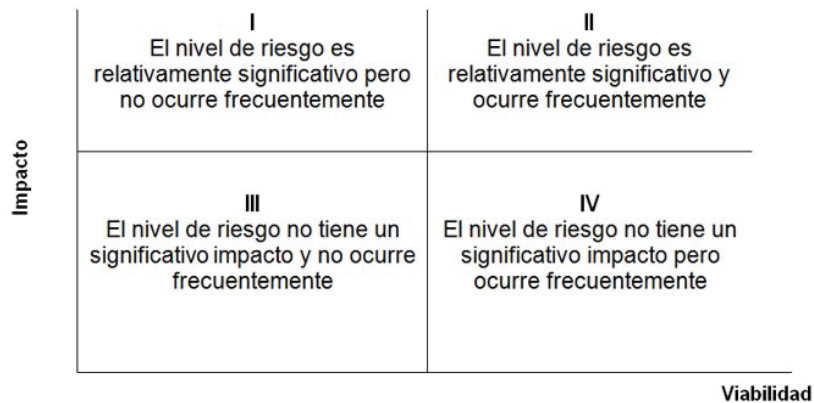 I
El nivel de riesgo es
relativamente significativo pero
no ocurre frecuentemente
II
El nivel de riesgo es
relativamente significativo y
ocurre frecuentemente
Impacto
III
El nivel de riesgo no tiene un
significativo impacto y no ocurre
frecuentemente
IV
El nivel de riesgo no tiene un
significativo impacto pero
ocurre frecuentemente
Viabilidad